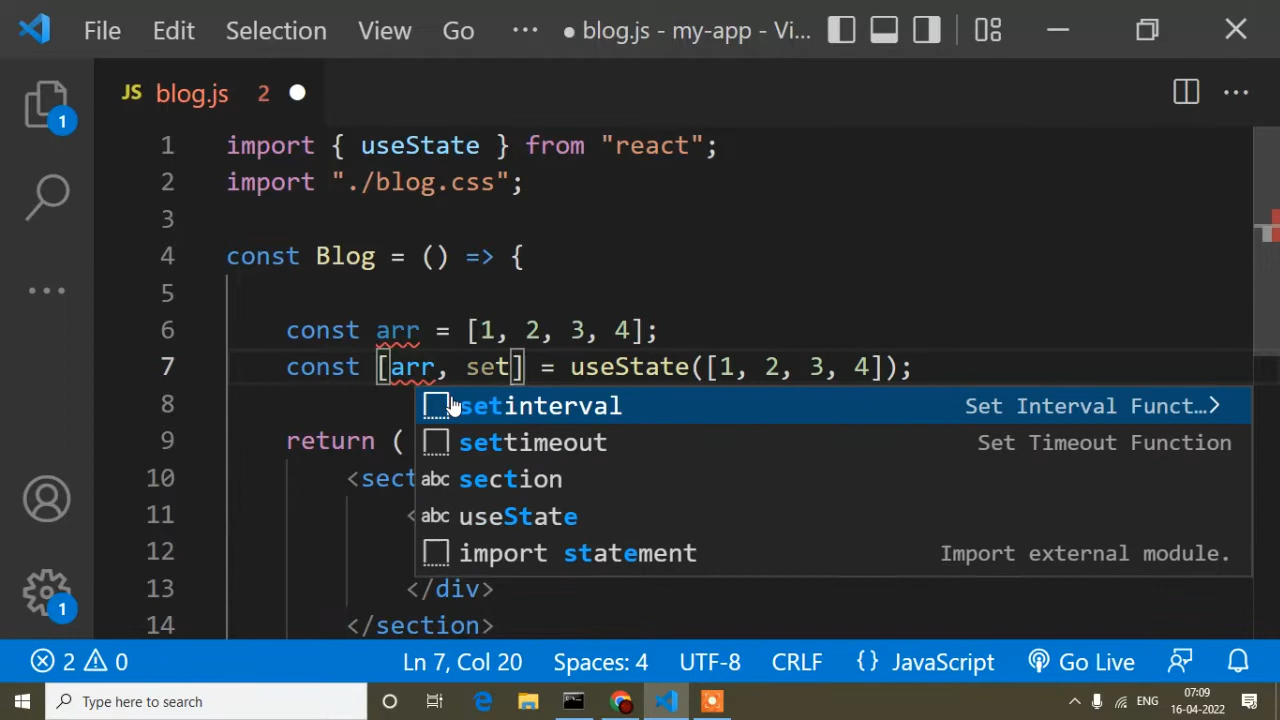 File Edit Selection View Go ··· ● blog.js - my-app - Vi...
JS blog.js 2 ●
1 import { useState } from "react";
2 import "./blog.css";
3
4 const Blog = () => {
5
6 const arr = [1, 2, 3, 4];
7 const [arr, set] = useState([1, 2, 3, 4]);
8 setinterval Set Interval Funct...>
settimeout Set Timeout Function
9 return (
10 <sect abc section
11 < abc useState
12 import statement Import external module.
13 </div>
14 </section>
1
1
2 0 Ln 7, Col 20 Spaces: 4 UTF-8 CRLF {} JavaScript Go Live
Type here to search ENG 07:09
16-04-2022